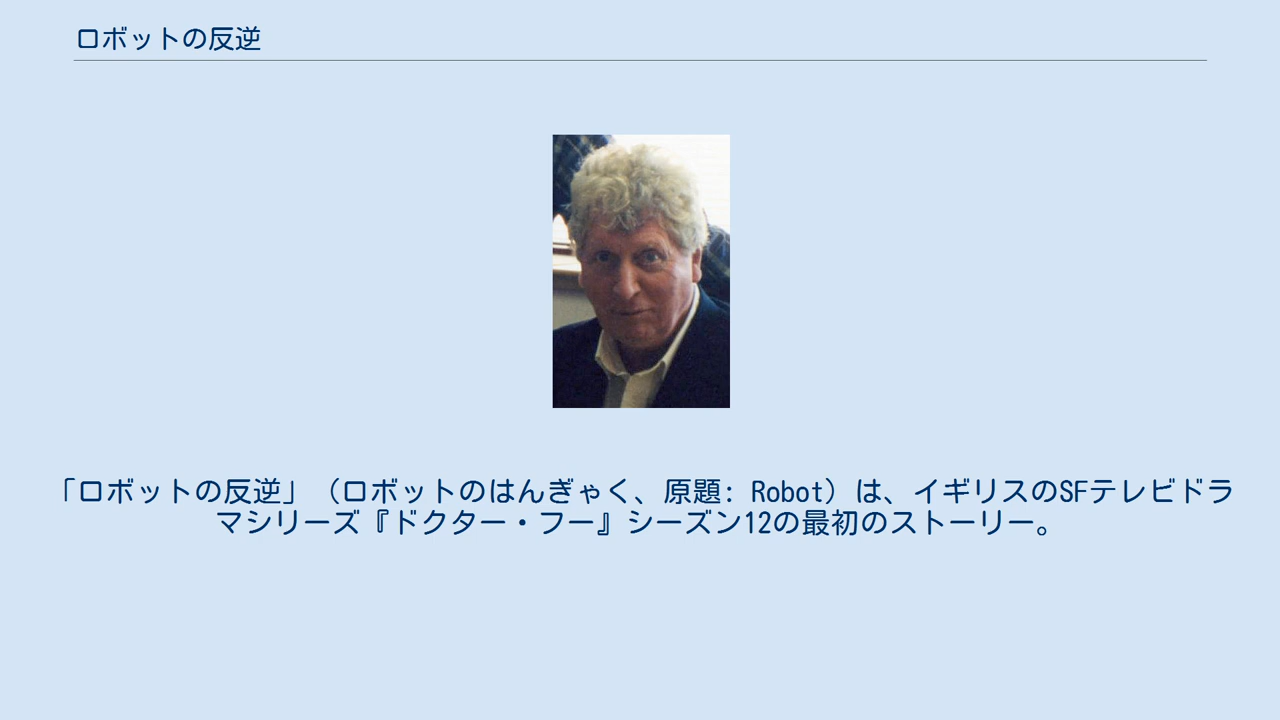 ロボットの反逆
「ロボットの反逆」（ロボットのはんぎゃく、原題: Robot）は、イギリスのSFテレビドラ
マシリーズ『ドクター・フー』シーズン12の最初のストーリー。